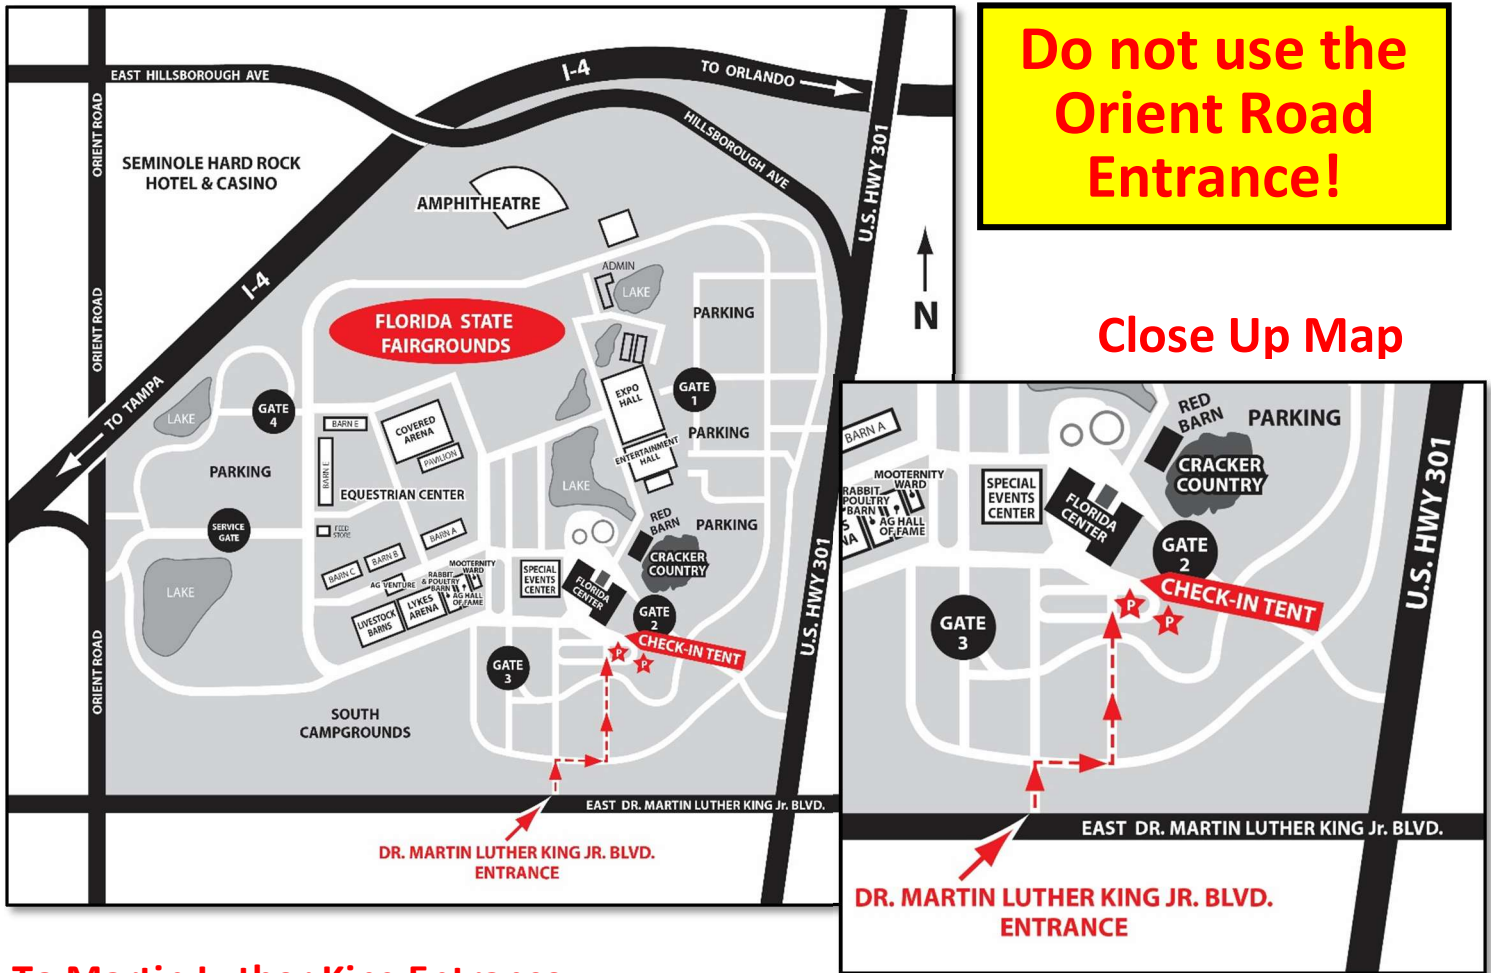 EAST HILLSBOROUGH AVE
I-4
TO ORLANDO
HILLSBOROUGH AVE
U.S. HWY 301
ORIENT ROAD
SEMINOLE HARD ROCK
HOTEL & CASINO
AMPHITHEATRE
I-4
ADMIN
LAKE
FLORIDA STATE
FAIRGROUNDS
PARKING
N
ORIENT ROAD
TO TAMPA
LAKE
GATE
4
GATE
1
EXPO
HALL
BARN E
COVERED
ARENA
PAVILION
PARKING
ENTERTAINMENT
HALL
PARKING
BARN E
EQUESTRIAN CENTER
LAKE
SERVICE
GATE
FEED
STORE
BARN A
RED
BARN
PARKING
CRACKER
COUNTRY
U.S. HWY 301
BARN B
BARN C
AG VENTURE
MOOTERNITY
WARD
RABBIT
& POULTRY
BARN
AG HALL
OF FAME
SPECIAL
EVENTS
CENTER
FLORIDA
CENTER
LAKE
LIVESTOCK
BARNS
LYKES
ARENA
GATE
2
CHECK-IN TENT
P
P
GATE
3
ORIENT ROAD
SOUTH
CAMPGROUNDS
EAST DR. MARTIN LUTHER KING Jr. BLVD.
DR. MARTIN LUTHER KING JR. BLVD.
ENTRANCE
Do not use the
Orient Road
Entrance!
Close Up Map
BARN A
RED
BARN
PARKING
CRACKER
COUNTRY
MOOTERNITY
WARD
RABBIT
POULTRY
BARN
AG HALL
OF FAME
S
NA
SPECIAL
EVENTS
CENTER
FLORIDA
CENTER
GATE
2
CHECK-IN TENT
P
P
GATE
3
U.S. HWY 301
EAST DR. MARTIN LUTHER KING Jr. BLVD.
DR. MARTIN LUTHER KING JR. BLVD.
ENTRANCE
To Martin Luther King Entrance